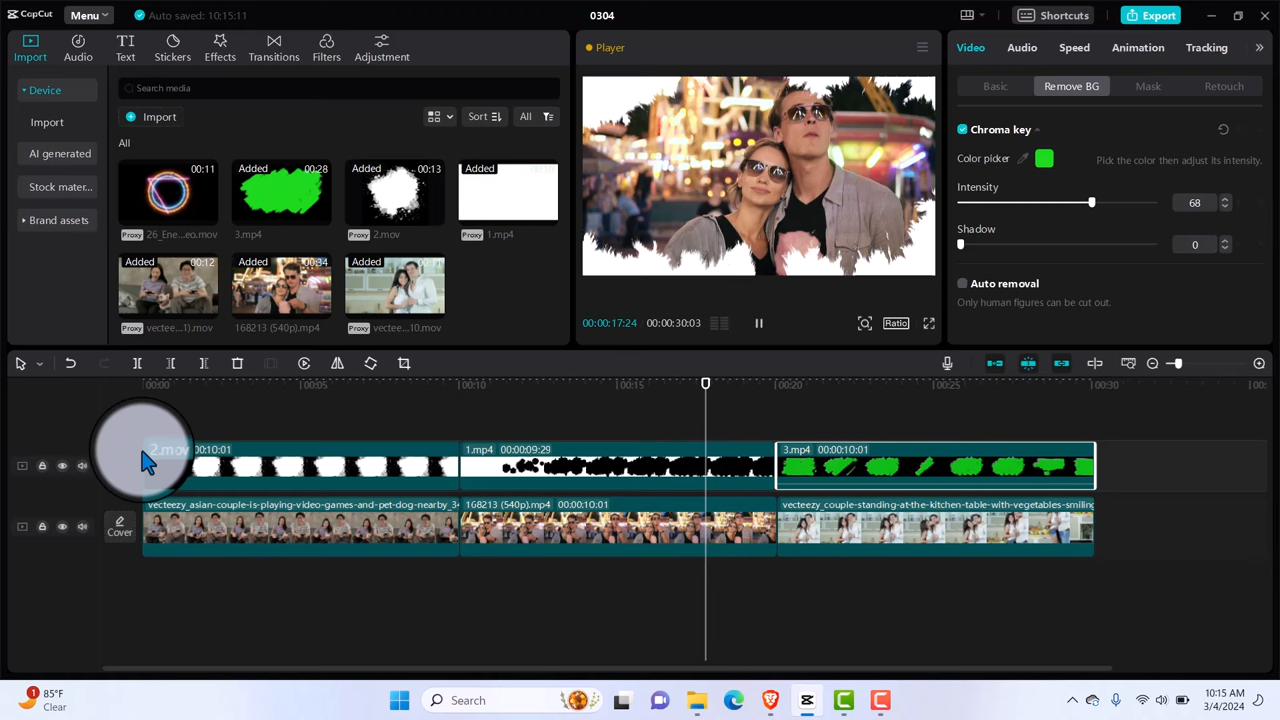 CapCut
Menu
Auto saved: 10:15:11
0304
Shortcuts
Export
Import
Audio
Text
Stickers
Effects
Transitions
Filters
Adjustment
Device
Import
AI generated
Stock mater...
Brand assets
Search media
Import
Sort
All
All
00:11
Added
00:28
Added
00:13
Added
Proxy
26_Ene...eo.mov
3.mp4
Proxy
2.mov
Proxy
1.mp4
Added
00:12
Added
00:34
Added
Proxy
vectee...1).mov
168213 (540p).mp4
Proxy
vectee...10.mov
Player
00:00:17:24
00:00:30:03
Ratio
Video
Audio
Speed
Animation
Tracking
Basic
Remove BG
Mask
Retouch
Chroma key
Color picker
Pick the color then adjust its intensity.
Intensity
68
Shadow
0
Auto removal
Only human figures can be cut out.
00:00
00:05
00:10
00:15
00:20
00:25
00:30
2.mov
00:10:01
1.mp4
00:00:09:29
3.mp4
00:00:10:01
Cover
vecteezy_asian-couple-is-playing-video-games-and-pet-dog-nearby_3
168213 (540p).mp4
00:00:10:01
vecteezy_couple-standing-at-the-kitchen-table-with-vegetables-smiling
1
85°F
Clear
Search
10:15 AM
3/4/2024